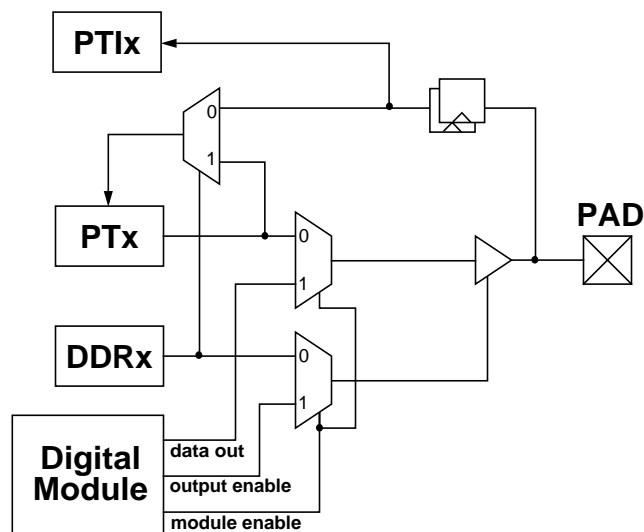 PTIx
0
1
PTx
0
PAD
1
DDRx
0
1
data out
Digital
Module
output enable
module enable